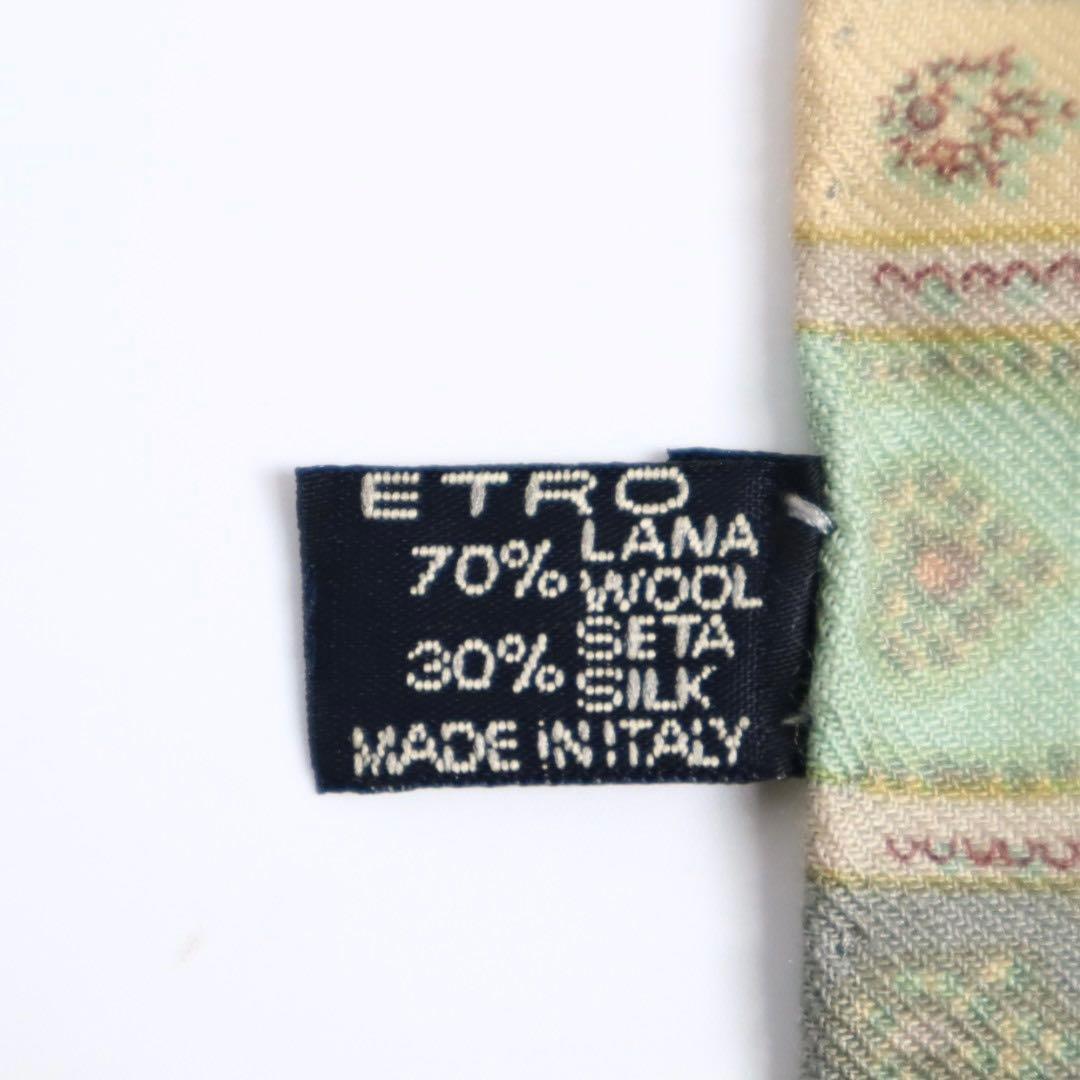 ETRO
70% LANA
WOOL
30% SETA
SILK
MADE IN ITALY